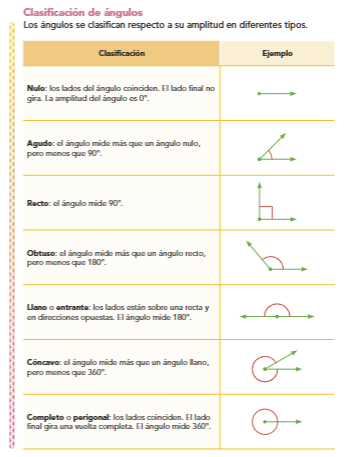 Clasificación de ángulos
Los ángulos se clasifican respecto a su amplitud en diferentes tipos.
Clasificación Ejemplo
Nulo: los lados del ángulo coinciden. El lado final no
gira. La amplitud del ángulo es 0°.
Agudo: el ángulo mide más que un ángulo nulo,
pero menos que 90°.
Recto: el ángulo mide 90°.
Obtuso: el ángulo mide más que un ángulo recto,
pero menos que 180°.
Llano o entrante: los lados están sobre una recta y
en direcciones opuestas. El ángulo mide 180°.
Cóncavo: el ángulo mide más que un ángulo llano,
pero menos que 360°.
Completo o perigonal: los lados coinciden. El lado
final gira una vuelta completa. El ángulo mide 360°.